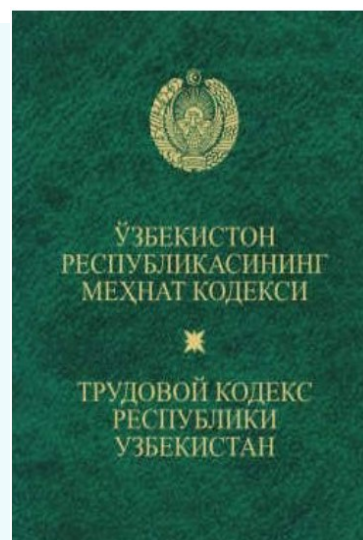 ЎЗБЕКИСТОН
РЕСПУБЛИКАСИНИНГ
МЕҲНАТ КОДЕКСИ
ТРУДОВОЙ КОДЕКС
РЕСПУБЛИКИ
УЗБЕКИСТАН